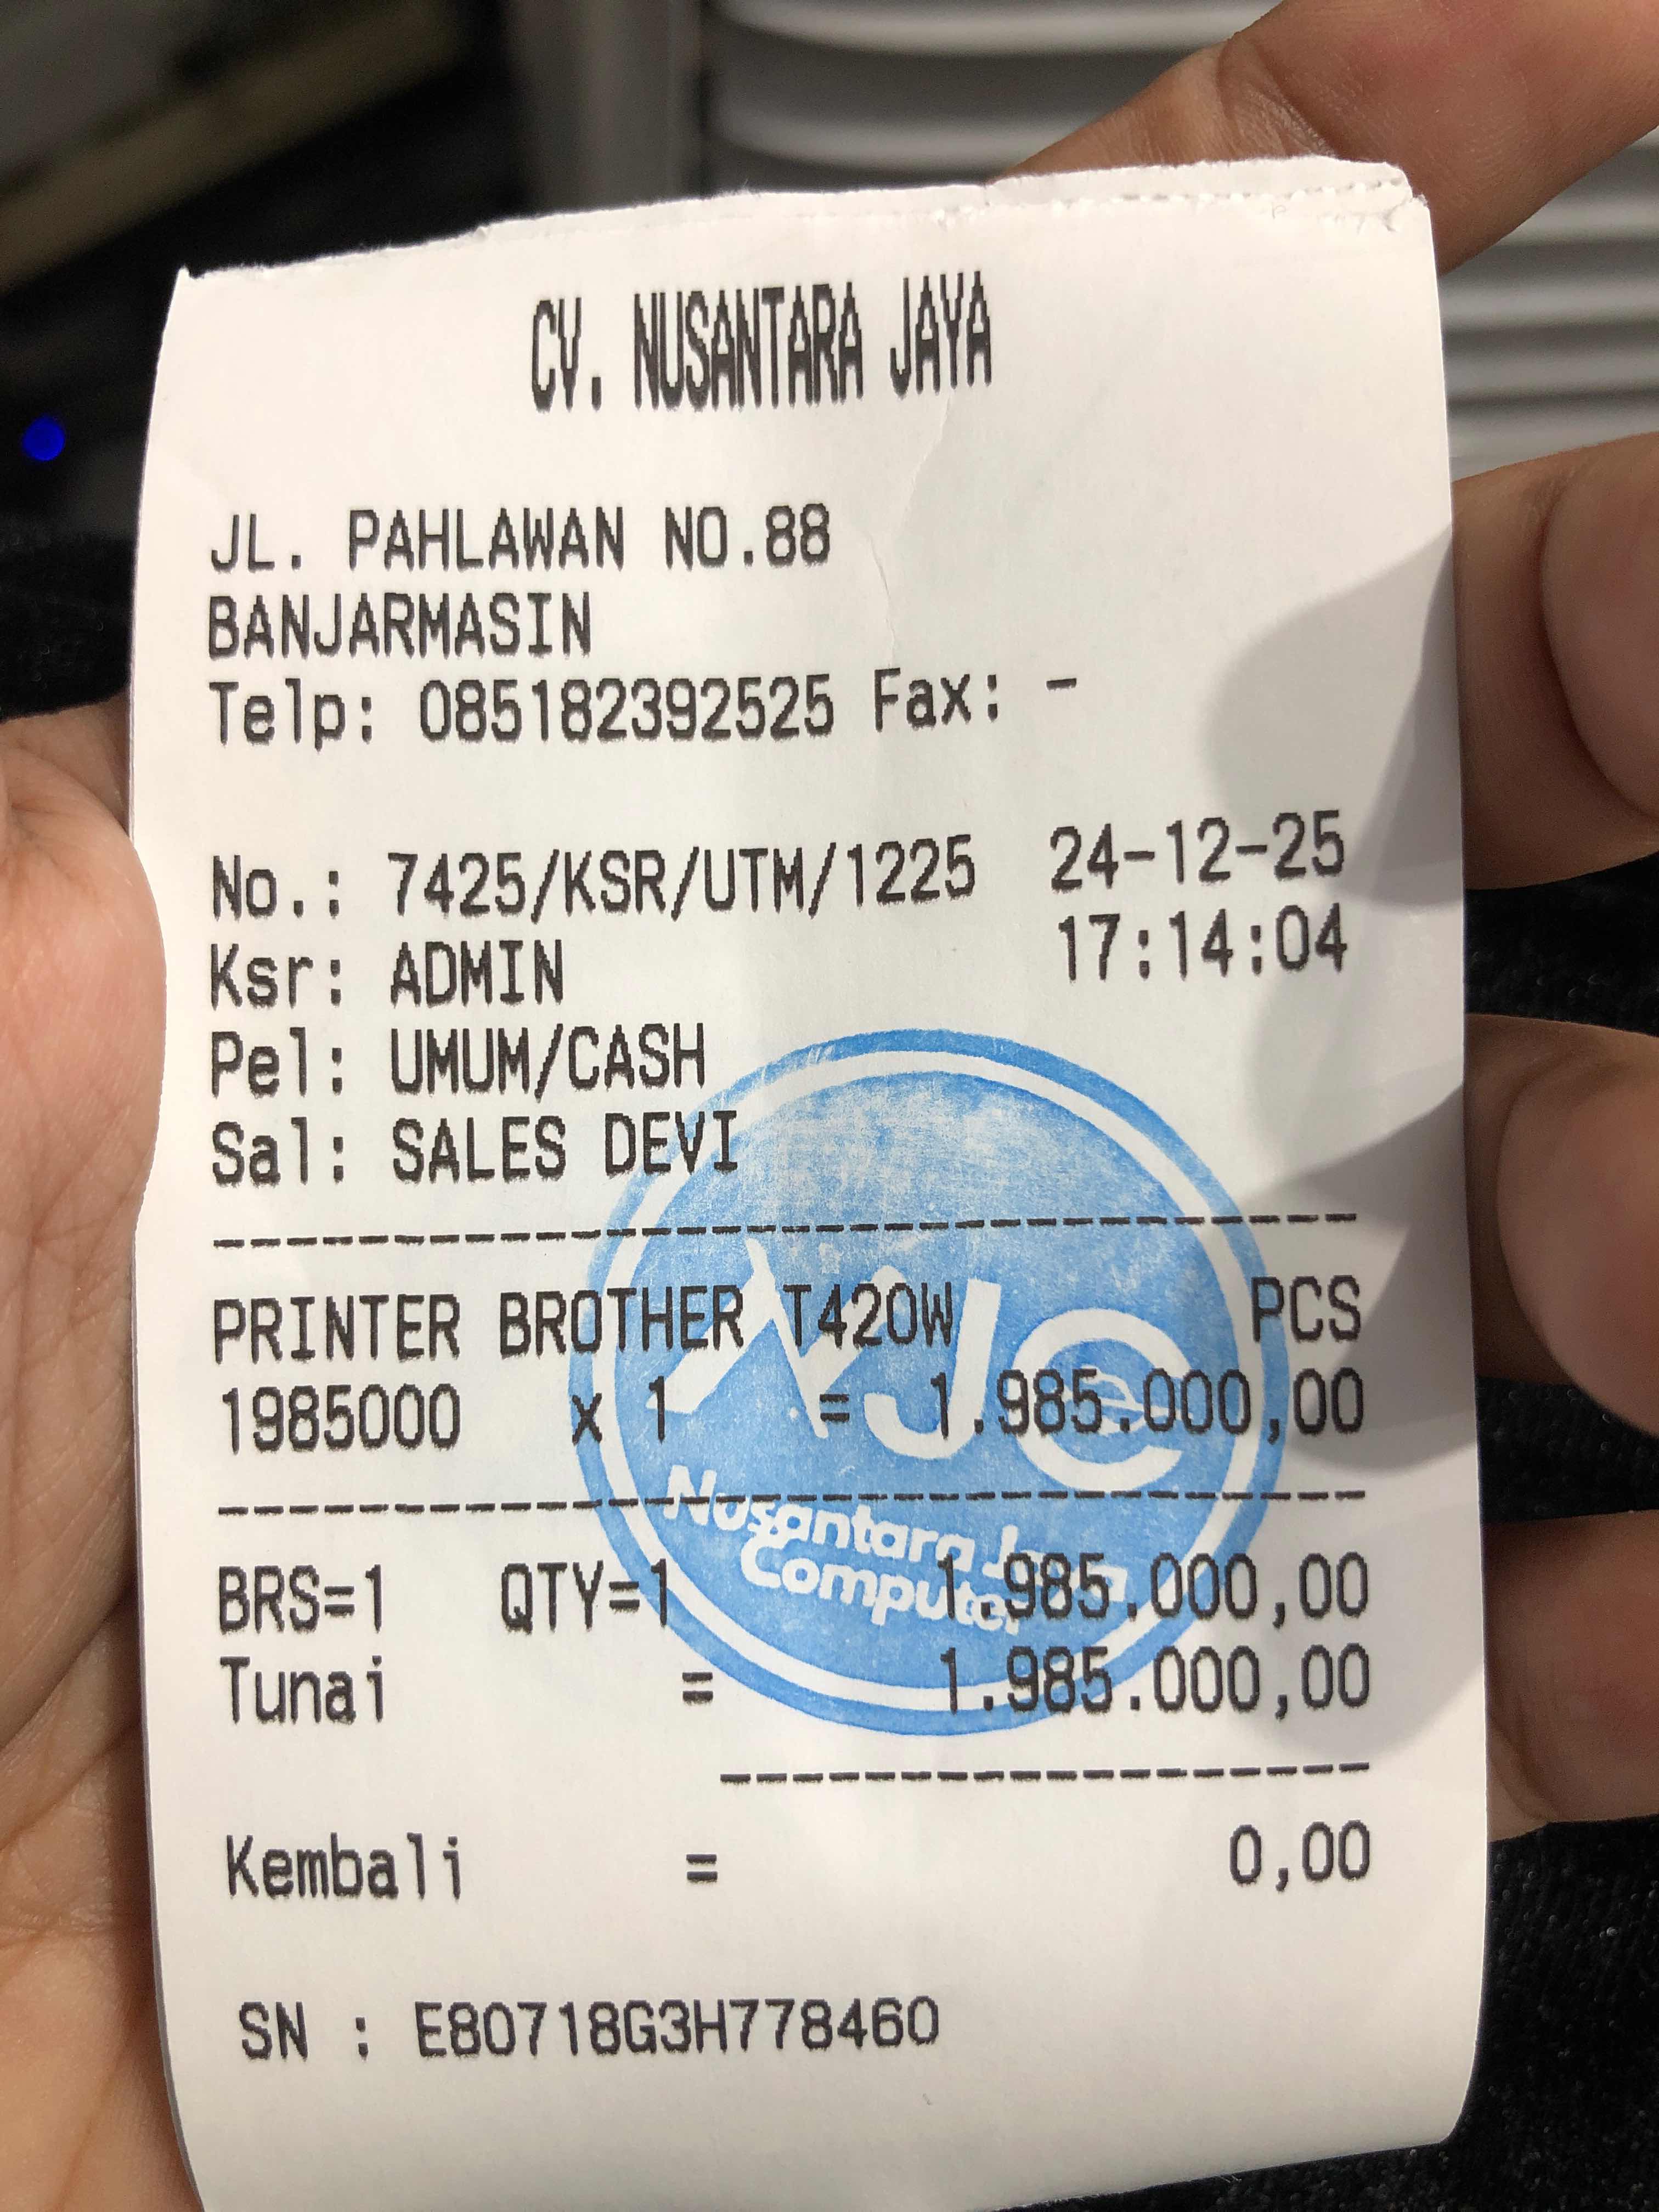 CV. NUSANTARA JAYA
JL. PAHLAWAN NO.88
BANJARMASIN
Telp: 085182392525 Fax: -
No.: 7425/KSR/UTM/1225 24-12-25
Ksr: ADMIN 17:14:04
Pel: UMUM/CASH
Sal: SALES DEVI
PRINTER BROTHER T420W PCS
1985000 x 1 = 1.985.000,00
BRS=1 QTY=1 1.985.000,00
Tunai = 1.985.000,00
Kembali = 0,00
SN : E80718G3H778460
NJC
Nusantara Jaya
Computer